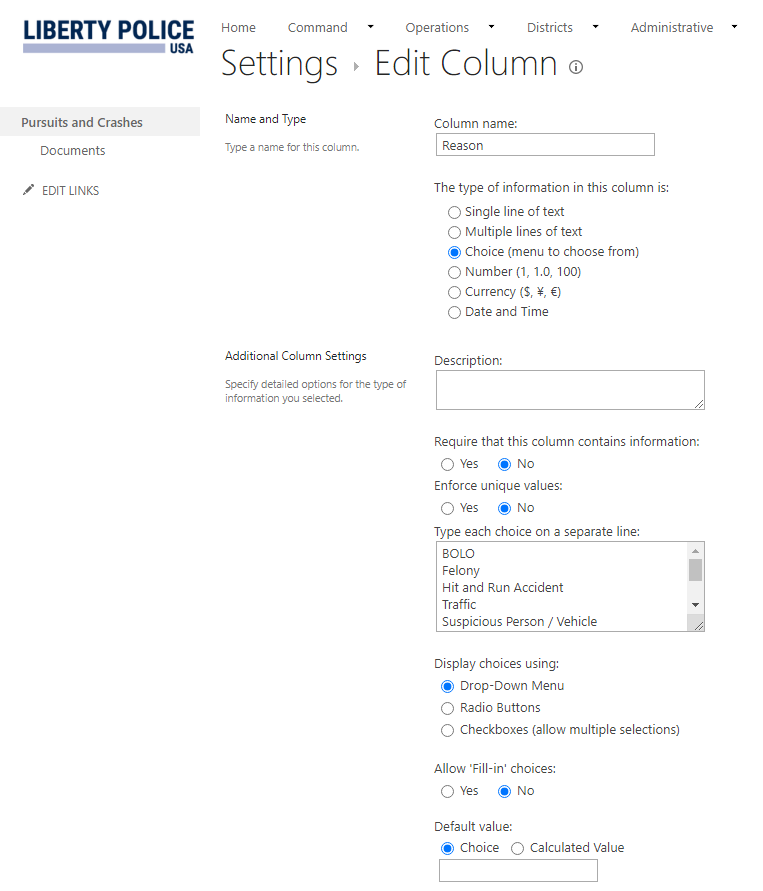 LIBERTY POLICE
USA
Home Command Operations Districts Administrative
Settings Edit Column
Pursuits and Crashes
Documents
EDIT LINKS
Name and Type
Type a name for this column.
Column name:
Reason
The type of information in this column is:
Single line of text
Multiple lines of text
Choice (menu to choose from)
Number (1, 1.0, 100)
Currency ($, ¥, €)
Date and Time
Additional Column Settings
Specify detailed options for the type of
information you selected.
Description:
Require that this column contains information:
Yes No
Enforce unique values:
Yes No
Type each choice on a separate line:
BOLO
Felony
Hit and Run Accident
Traffic
Suspicious Person / Vehicle
Display choices using:
Drop-Down Menu
Radio Buttons
Checkboxes (allow multiple selections)
Allow 'Fill-in' choices:
Yes No
Default value:
Choice Calculated Value